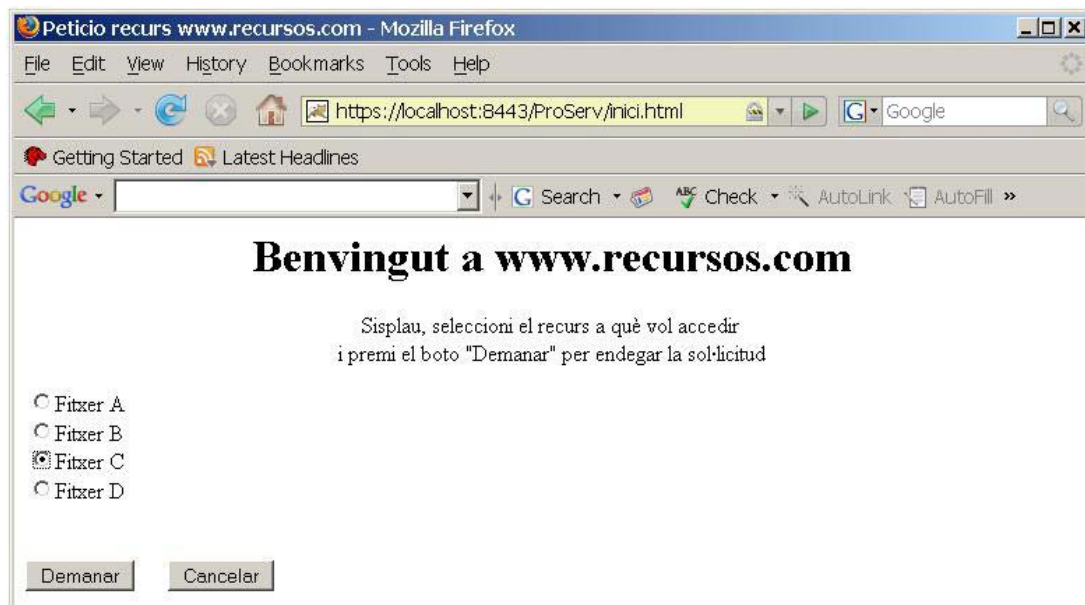 Peticio recurs www.recursos.com - Mozilla Firefox
File Edit View History Bookmarks Tools Help
https://localhost:8443/ProServ/inici.html G Google
Getting Started Latest Headlines
Google G Search ABC Check AutoLink AutoFill »
Benvingut a www.recursos.com
Sisplau, seleccioni el recurs a què vol accedir
i premi el boto "Demanar" per endegar la sol·licitud
Fitxer A
Fitxer B
Fitxer C
Fitxer D
Demanar Cancelar